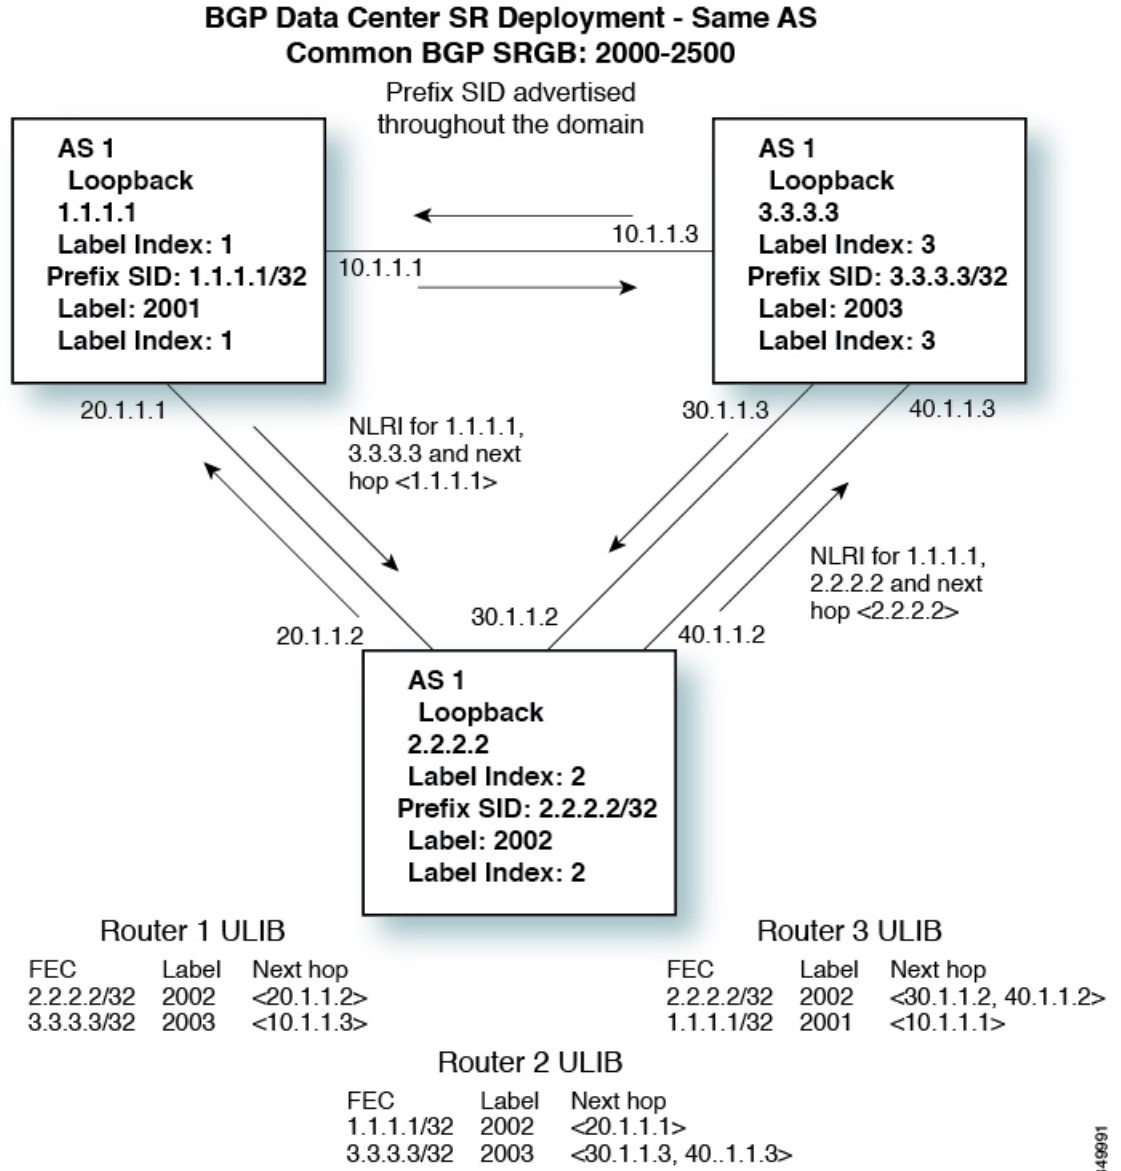 BGP Data Center SR Deployment - Same AS
Common BGP SRGB: 2000-2500
Prefix SID advertised
throughout the domain
AS 1
Loopback
1.1.1.1
Label Index: 1
Prefix SID: 1.1.1.1/32
Label: 2001
Label Index: 1
AS 1
Loopback
3.3.3.3
Label Index: 3
Prefix SID: 3.3.3.3/32
Label: 2003
Label Index: 3
10.1.1.3
10.1.1.1
20.1.1.1
30.1.1.3
40.1.1.3
NLRI for 1.1.1.1,
3.3.3.3 and next
hop <1.1.1.1>
NLRI for 1.1.1.1,
2.2.2.2 and next
hop <2.2.2.2>
20.1.1.2
30.1.1.2
40.1.1.2
AS 1
Loopback
2.2.2.2
Label Index: 2
Prefix SID: 2.2.2.2/32
Label: 2002
Label Index: 2
Router 1 ULIB
FEC Label Next hop
2.2.2.2/32 2002 <20.1.1.2>
3.3.3.3/32 2003 <10.1.1.3>
Router 3 ULIB
FEC Label Next hop
2.2.2.2/32 2002 <30.1.1.2, 40.1.1.2>
1.1.1.1/32 2001 <10.1.1.1>
Router 2 ULIB
FEC Label Next hop
1.1.1.1/32 2002 <20.1.1.1>
3.3.3.3/32 2003 <30.1.1.3, 40..1.1.3>